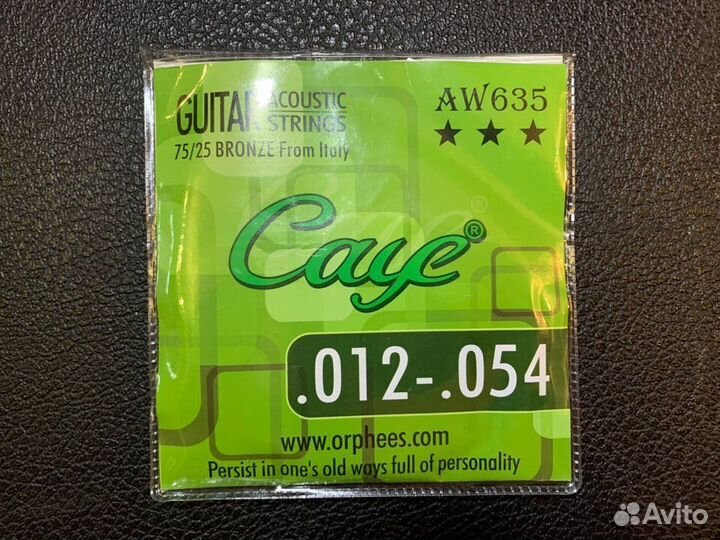 GUITAR ACOUSTIC STRINGS
75/25 BRONZE From Italy
AW635
Caye®
.012-.054
www.orphees.com
Persist in one's old ways full of personality
Avito